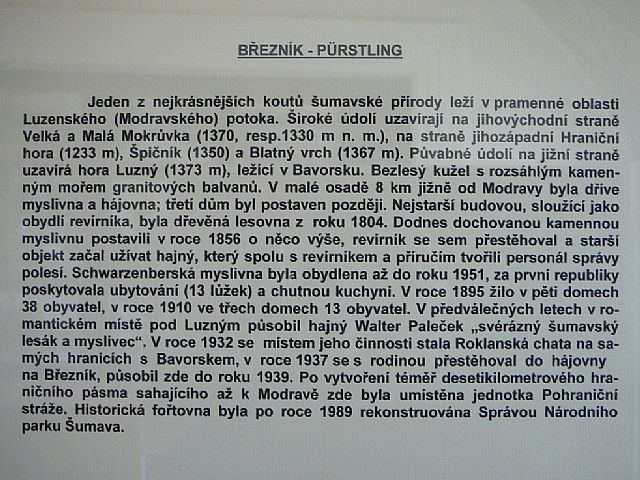 BŘEZNÍK - PÜRSTLING
Jeden z nejkrásnějších koutů šumavské přírody leží v pramenné oblasti
Luzenského (Modravského) potoka. Široké údolí uzavírají na jihovýchodní straně
Velká a Malá Mokrůvka (1370, resp.1330 m n. m.), na straně jihozápadní Hraniční
hora (1233 m), Špičník (1350) a Blatný vrch (1367 m). Půvabné údolí na jižní straně
uzavírá hora Luzný (1373 m), ležící v Bavorsku. Bezlesý kužel s rozsáhlým kamen-
ným mořem granitových balvanů. V malé osadě 8 km jižně od Modravy byla dříve
myslivna a hájovna; třetí dům byl postaven později. Nejstarší budovou, sloužící jako
obydlí revírníka, byla dřevěná lesovna z roku 1804. Dodnes dochovanou kamennou
myslivnu postavili v roce 1856 o něco výše, revírník se sem přestěhoval a starší
objekt začal užívat hajný, který spolu s revírníkem a příručím tvořili personál správy
polesí. Schwarzenberská myslivna byla obydlena až do roku 1951, za první republiky
poskytovala ubytování (13 lůžek) a chutnou kuchyni. V roce 1895 žilo v pěti domech
38 obyvatel, v roce 1910 ve třech domech 13 obyvatel. V předválečných letech v ro-
mantickém místě pod Luzným působil hajný Walter Paleček „svérázný šumavský
lesák a myslivec“. V roce 1932 se místem jeho činnosti stala Roklanská chata na sa-
mých hranicích s Bavorskem, v roce 1937 se s rodinou přestěhoval do hájovny
na Březník, působil zde do roku 1939. Po vytvoření téměř desetikilometrového hra-
ničního pásma sahajícího až k Modravě zde byla umístěna jednotka Pohraniční
stráže. Historická fořtovna byla po roce 1989 rekonstruována Správou Národního
parku Šumava.